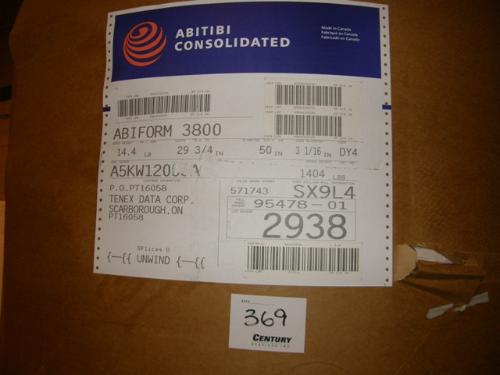 ABITIBI
CONSOLIDATED
Made in Canada
Fabriqué au Canada
Fabricado en Canada
ABIFORM 3800
14.4 LB
29 3/4 IN
50 IN
3 1/16 IN
DY4
1404 LBS
P.O.PT16058
TENEX DATA CORP.
SCARBOROUGH,ON
PT16058
571743
SX9L4
95478-01
2938
SPlices 0
{—{{ UNWIND {—{{
369
CENTURY
SERVICES INC.